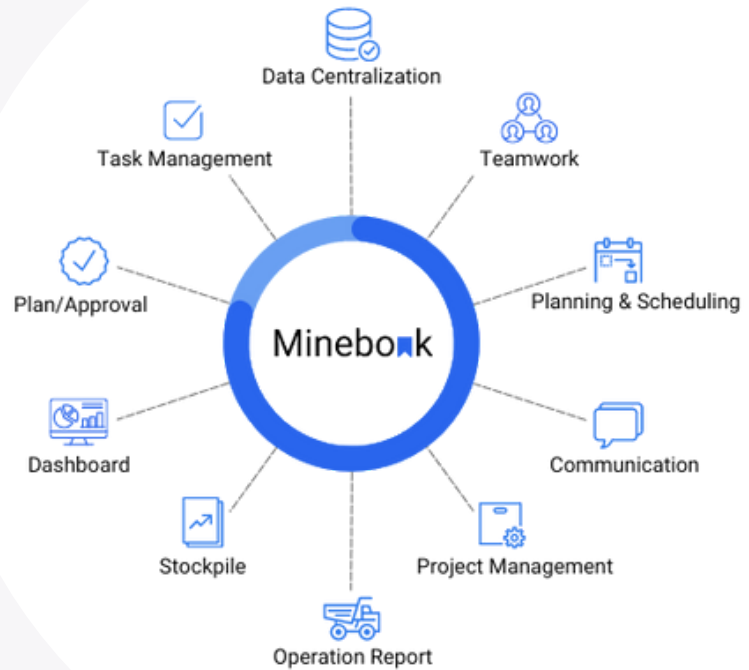 Data Centralization
Task Management
Teamwork
Plan/Approval
Planning & Scheduling
Minebook
Dashboard
Communication
Stockpile
Project Management
Operation Report